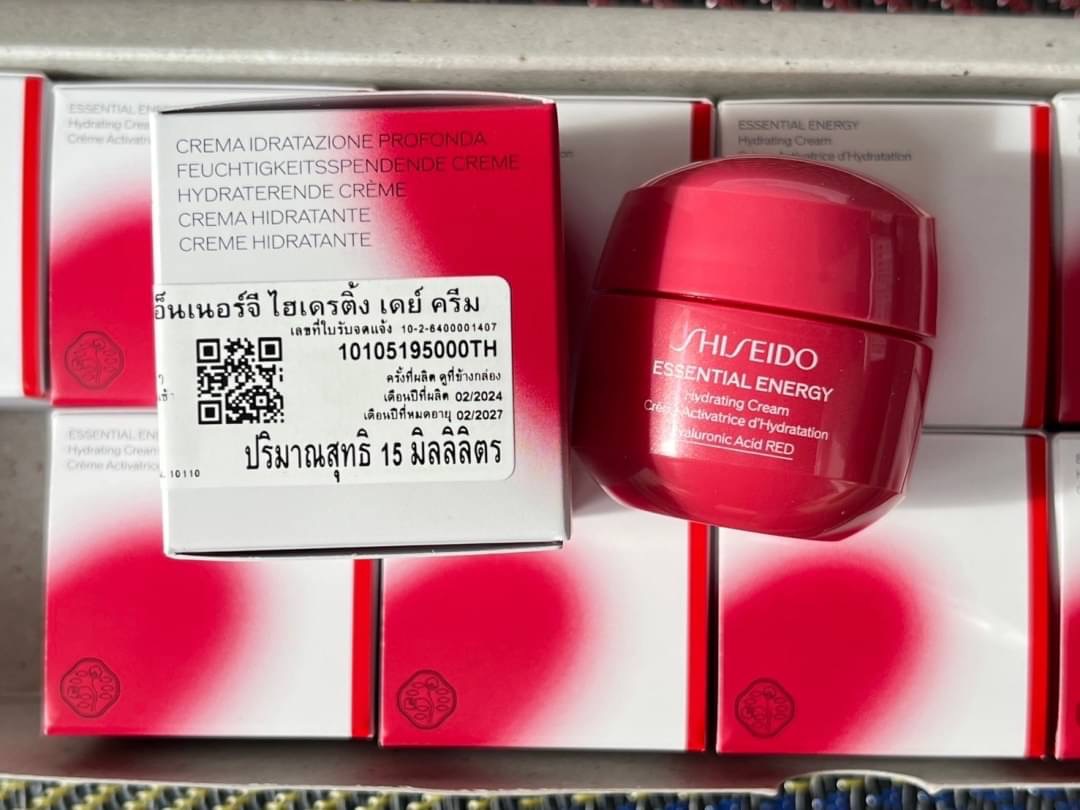 ESSENTIAL
Hydrating
Crème
CREMA IDRATAZIONE PROFONDA
FEUCHTIGKEITSSPENDENDE CREME
HYDRATERENDE CRÈME
CREMA HIDRATANTE
CREME HIDRATANTE
อ็นเนอร์จี ไฮเดรติ้ง เดย์ ครีม
เลขที่ใบรับจดแจ้ง 10-2-6400001407
10105195000TH
ครั้งที่ผลิต ดูที่ข้างกล่อง
เดือนปีที่ผลิต 02/2024
เดือนปีที่หมดอายุ 02/2027
ปริมาณสุทธิ 15 มิลลิลิตร
10110
ESSENTIAL ENERGY
Hydrating Cream
Crème Activatrice d'Hydratation
SHISEIDO
ESSENTIAL ENERGY
Hydrating Cream
Crème Activatrice d'Hydratation
Hyaluronic Acid RED
ESSENTIAL
Hydrating Cream
Crème Activatrice